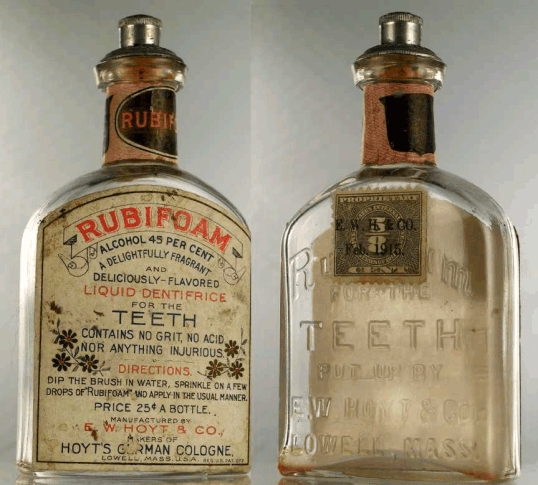 RUBIF
RUBIFOAM
ALCOHOL 45 PER CENT
A DELIGHTFULLY FRAGRANT
AND
DELICIOUSLY-FLAVORED
LIQUID DENTIFRICE
FOR THE
TEETH
CONTAINS NO GRIT, NO ACID,
NOR ANYTHING INJURIOUS.
DIRECTIONS.
DIP THE BRUSH IN WATER, SPRINKLE ON A FEW
DROPS OF "RUBIFOAM" AND APPLY IN THE USUAL MANNER.
PRICE 25¢ A BOTTLE.
MANUFACTURED BY
E. W. HOYT & CO.,
MAKERS OF
HOYT'S GERMAN COLOGNE,
LOWELL, MASS. U.S.A.
PROPRIETARY
E. W. H. & CO.
Feb. 1915.
CENT
FOR THE
TEETH
PUT UP BY
E.W. HOYT & Co
LOWELL, MASS.